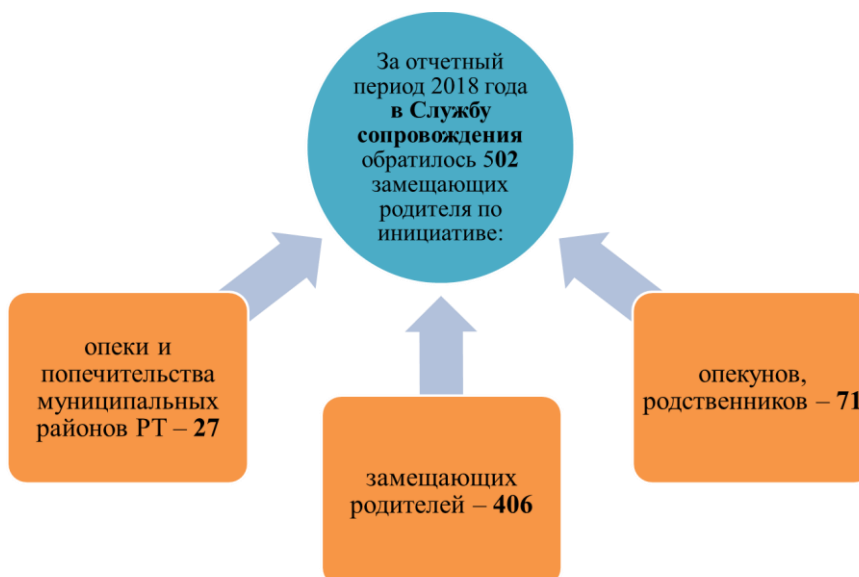 За отчетный
период 2018 года
в Службу
сопровождения
обратилось 502
замещающих
родителя по
инициативе:
опеки и
попечительства
муниципальных
районов РТ – 27
замещающих
родителей – 406
опекунов,
родственников – 71